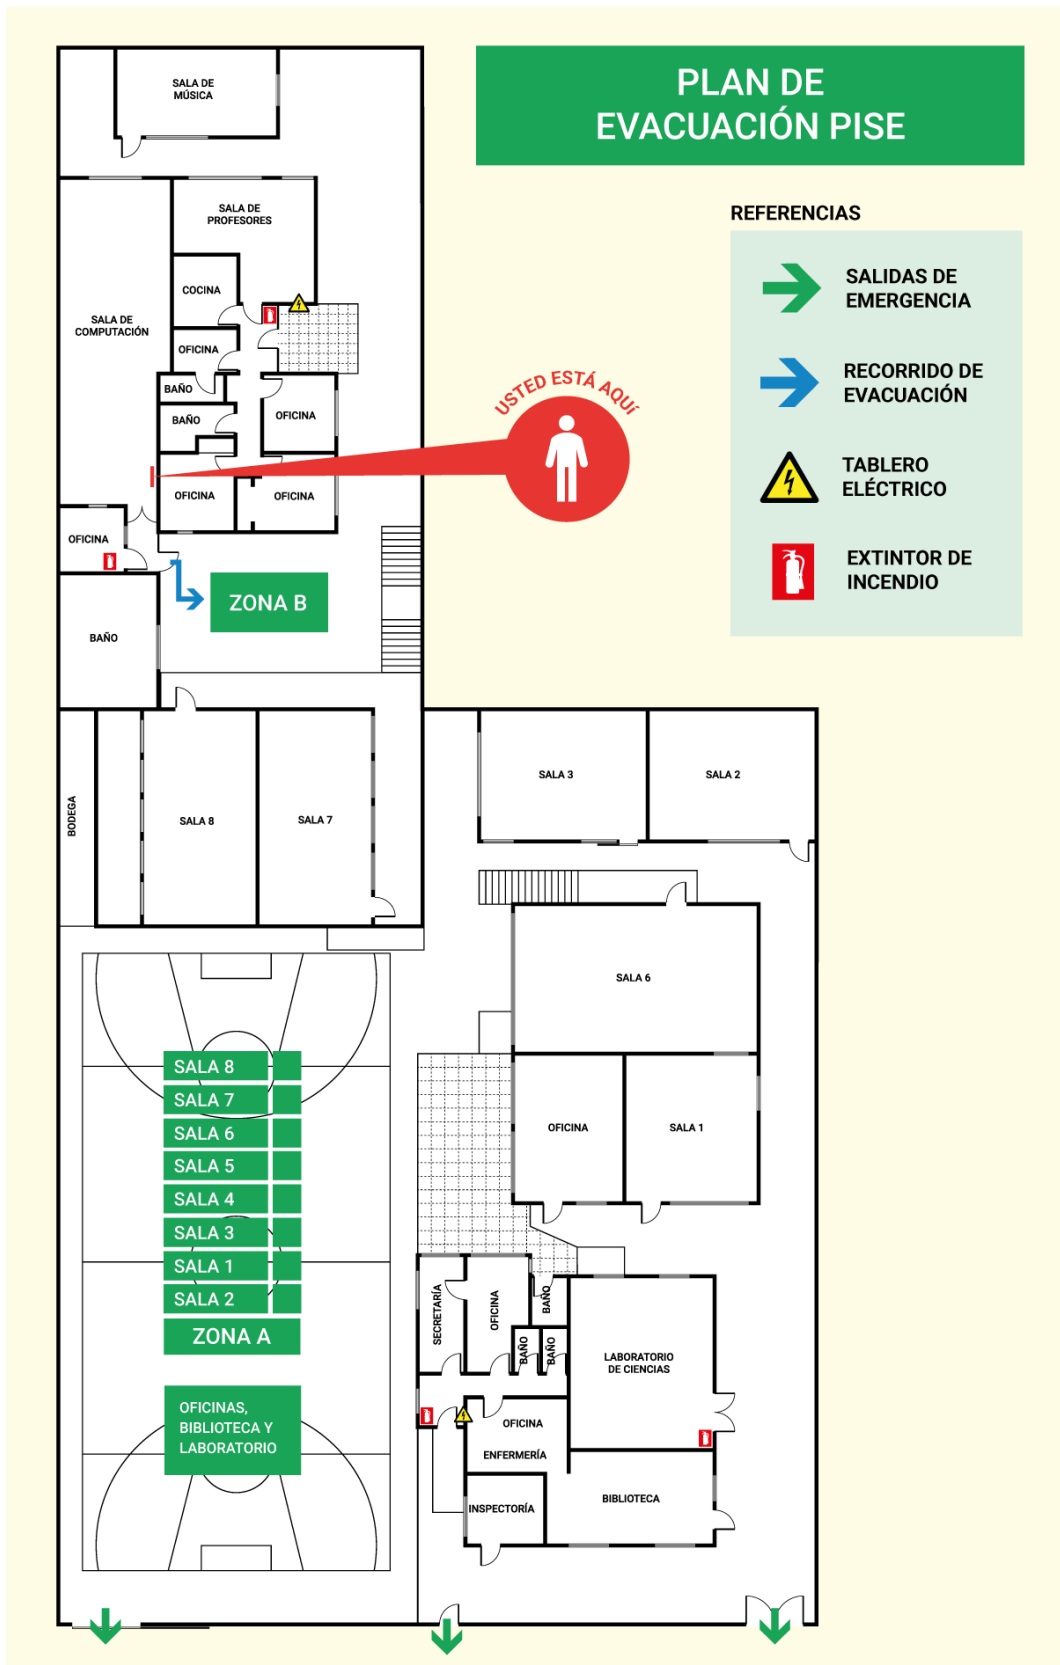 PLAN DE
EVACUACIÓN PISE
REFERENCIAS
SALIDAS DE
EMERGENCIA
RECORRIDO DE
EVACUACIÓN
TABLERO
ELÉCTRICO
EXTINTOR DE
INCENDIO
SALA DE
MÚSICA
SALA DE
PROFESORES
COCINA
SALA DE
COMPUTACIÓN
OFICINA
BAÑO
BAÑO
OFICINA
USTED ESTÁ AQUÍ
OFICINA
OFICINA
OFICINA
ZONA B
BAÑO
BODEGA
SALA 8
SALA 7
SALA 3
SALA 2
SALA 6
OFICINA
SALA 1
SALA 8
SALA 7
SALA 6
SALA 5
SALA 4
SALA 3
SALA 1
SALA 2
ZONA A
OFICINAS,
BIBLIOTECA Y
LABORATORIO
SECRETARÍA
OFICINA
BAÑO
BAÑO
BAÑO
LABORATORIO
DE CIENCIAS
OFICINA
ENFERMERÍA
INSPECTORÍA
BIBLIOTECA